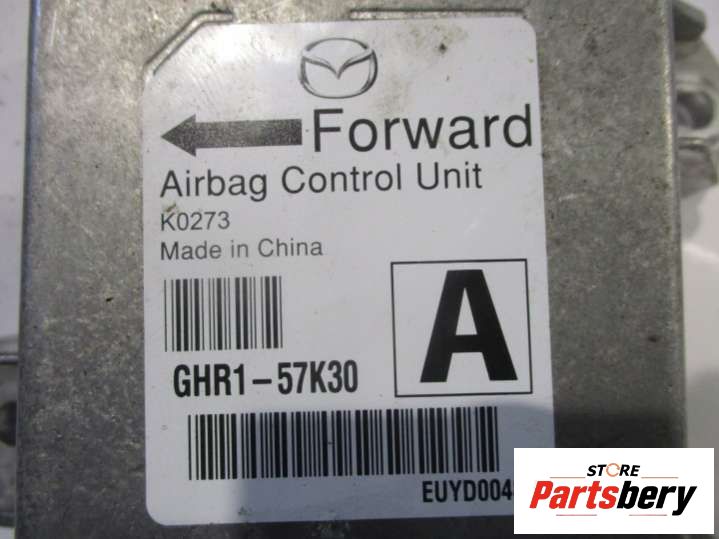 Forward
Airbag Control Unit
K0273
Made in China
A
GHR1-57K30
EUYD004
STORE
Partsbery